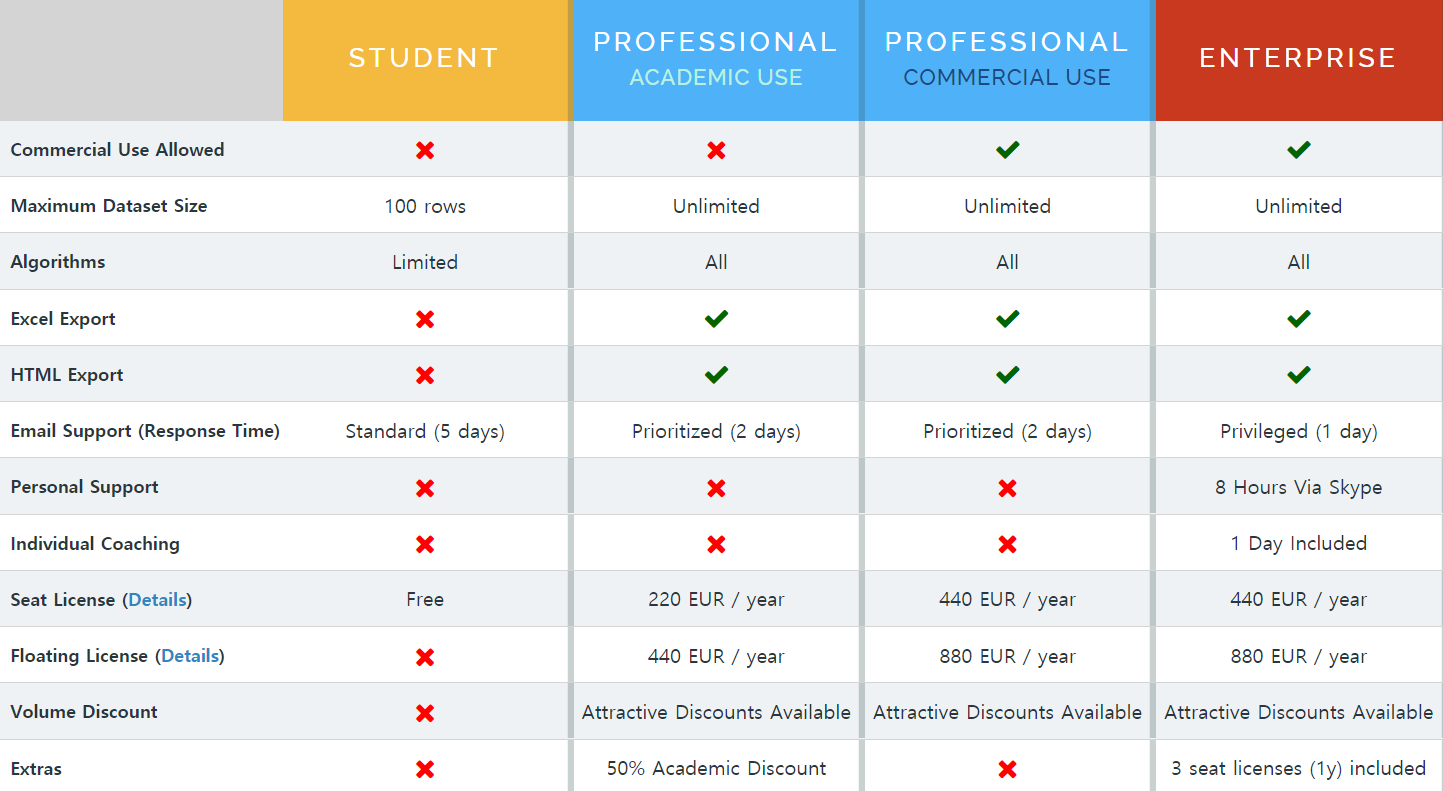 STUDENT PROFESSIONAL ACADEMIC USE PROFESSIONAL COMMERCIAL USE ENTERPRISE
Commercial Use Allowed
Maximum Dataset Size 100 rows Unlimited Unlimited Unlimited
Algorithms Limited All All All
Excel Export
HTML Export
Email Support (Response Time) Standard (5 days) Prioritized (2 days) Prioritized (2 days) Privileged (1 day)
Personal Support 8 Hours Via Skype
Individual Coaching 1 Day Included
Seat License (Details) Free 220 EUR / year 440 EUR / year 440 EUR / year
Floating License (Details) 440 EUR / year 880 EUR / year 880 EUR / year
Volume Discount Attractive Discounts Available Attractive Discounts Available Attractive Discounts Available
Extras 50% Academic Discount 3 seat licenses (1y) included